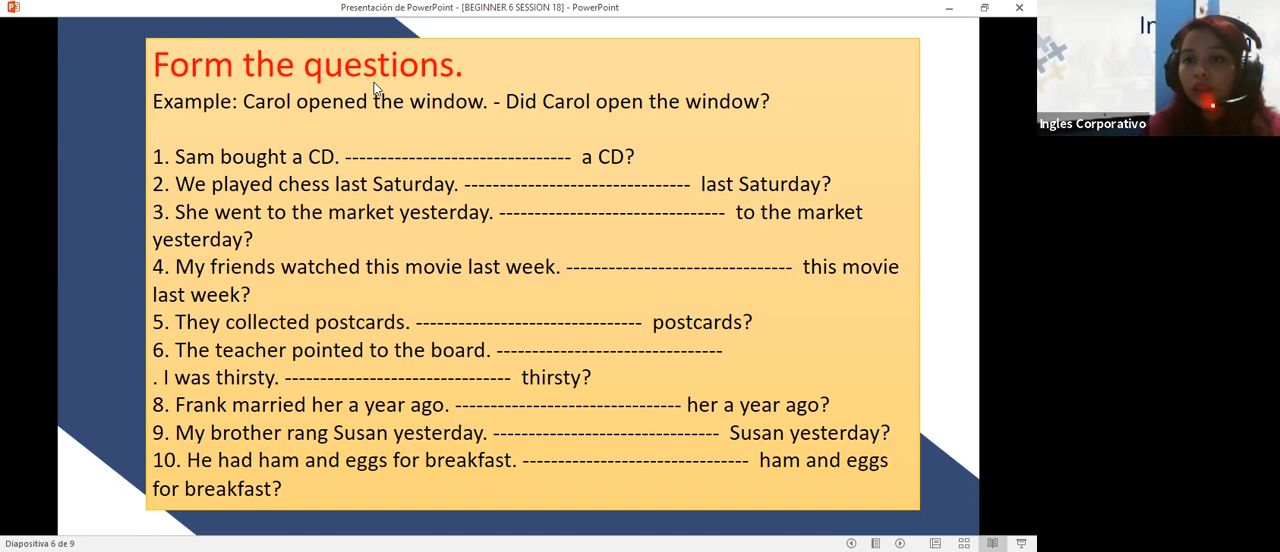 Presentación de PowerPoint - [BEGINNER 6 SESSION 18] - PowerPoint
Form the questions.
Example: Carol opened the window. - Did Carol open the window?
1. Sam bought a CD. -------------------------------- a CD?
2. We played chess last Saturday. -------------------------------- last Saturday?
3. She went to the market yesterday. -------------------------------- to the market
yesterday?
4. My friends watched this movie last week. -------------------------------- this movie
last week?
5. They collected postcards. -------------------------------- postcards?
6. The teacher pointed to the board. --------------------------------
. I was thirsty. -------------------------------- thirsty?
8. Frank married her a year ago. -------------------------------- her a year ago?
9. My brother rang Susan yesterday. -------------------------------- Susan yesterday?
10. He had ham and eggs for breakfast. -------------------------------- ham and eggs
for breakfast?
Ingles Corporativo
Diapositiva 6 de 9